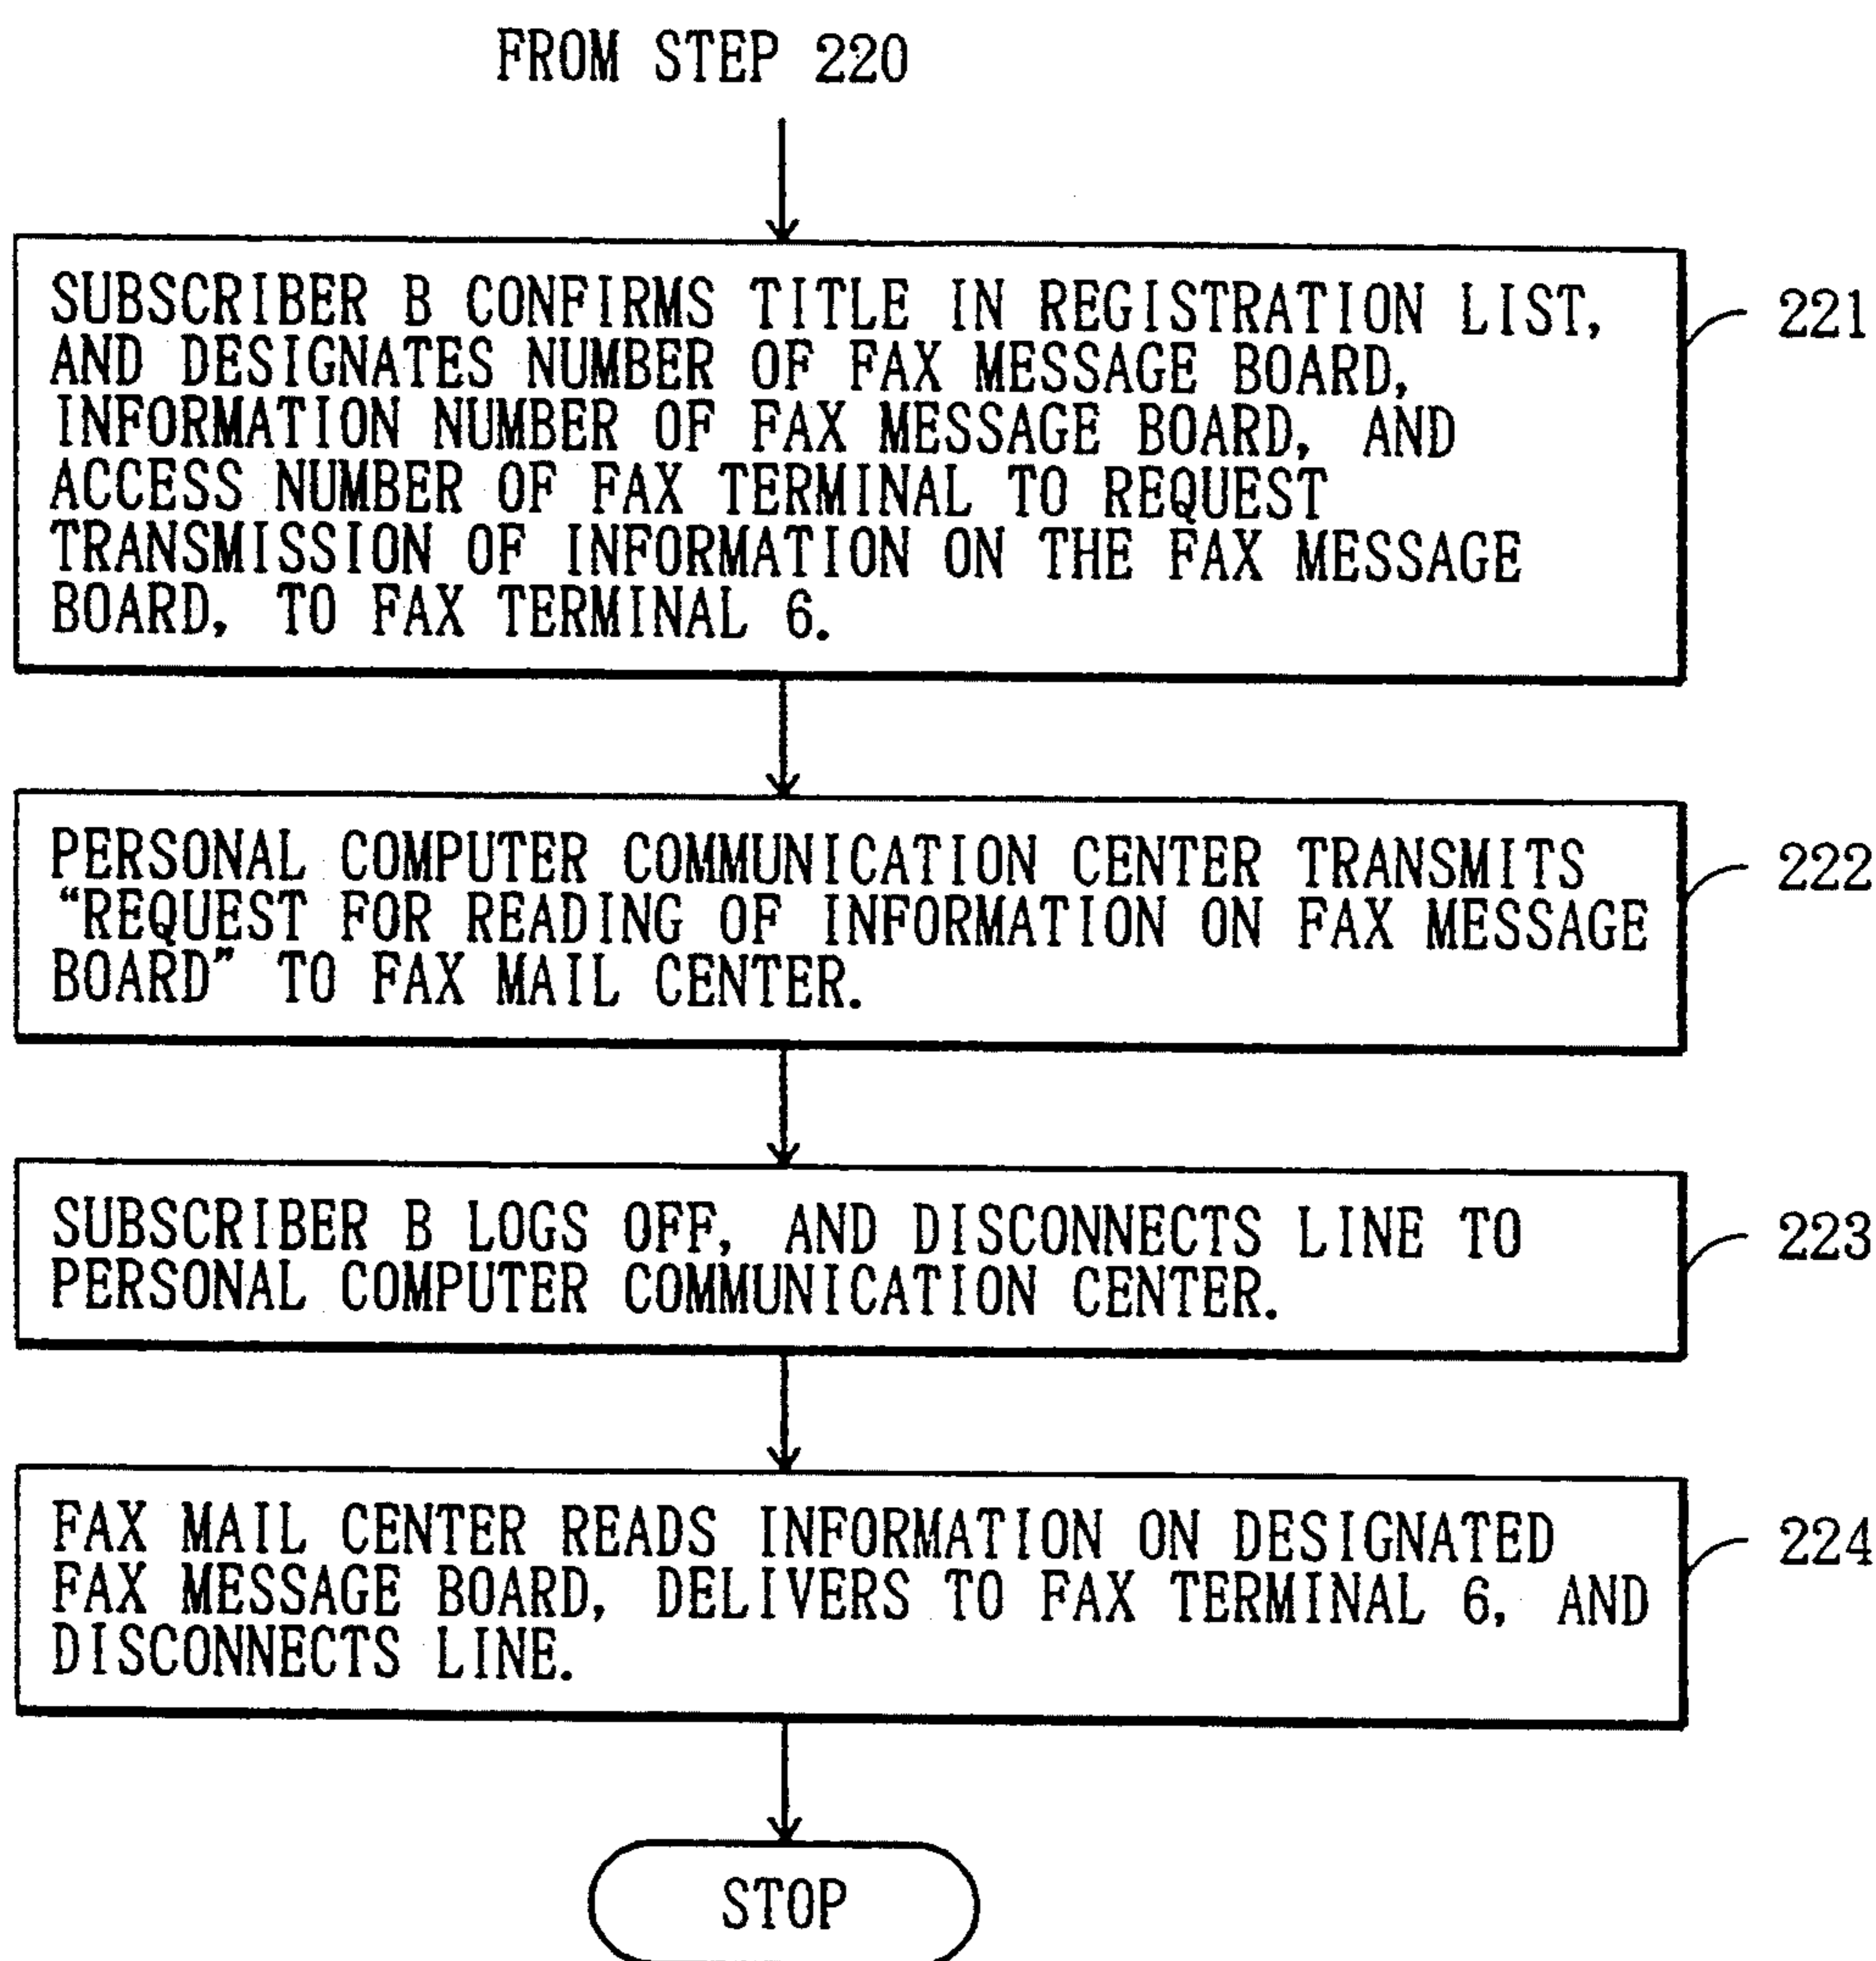 FROM STEP 220
SUBSCRIBER B CONFIRMS TITLE IN REGISTRATION LIST,
AND DESIGNATES NUMBER OF FAX MESSAGE BOARD,
INFORMATION NUMBER OF FAX MESSAGE BOARD, AND
ACCESS NUMBER OF FAX TERMINAL TO REQUEST
TRANSMISSION OF INFORMATION ON THE FAX MESSAGE
BOARD, TO FAX TERMINAL 6.
221
PERSONAL COMPUTER COMMUNICATION CENTER TRANSMITS
“REQUEST FOR READING OF INFORMATION ON FAX MESSAGE
BOARD” TO FAX MAIL CENTER.
222
SUBSCRIBER B LOGS OFF, AND DISCONNECTS LINE TO
PERSONAL COMPUTER COMMUNICATION CENTER.
223
FAX MAIL CENTER READS INFORMATION ON DESIGNATED
FAX MESSAGE BOARD, DELIVERS TO FAX TERMINAL 6, AND
DISCONNECTS LINE.
224
STOP